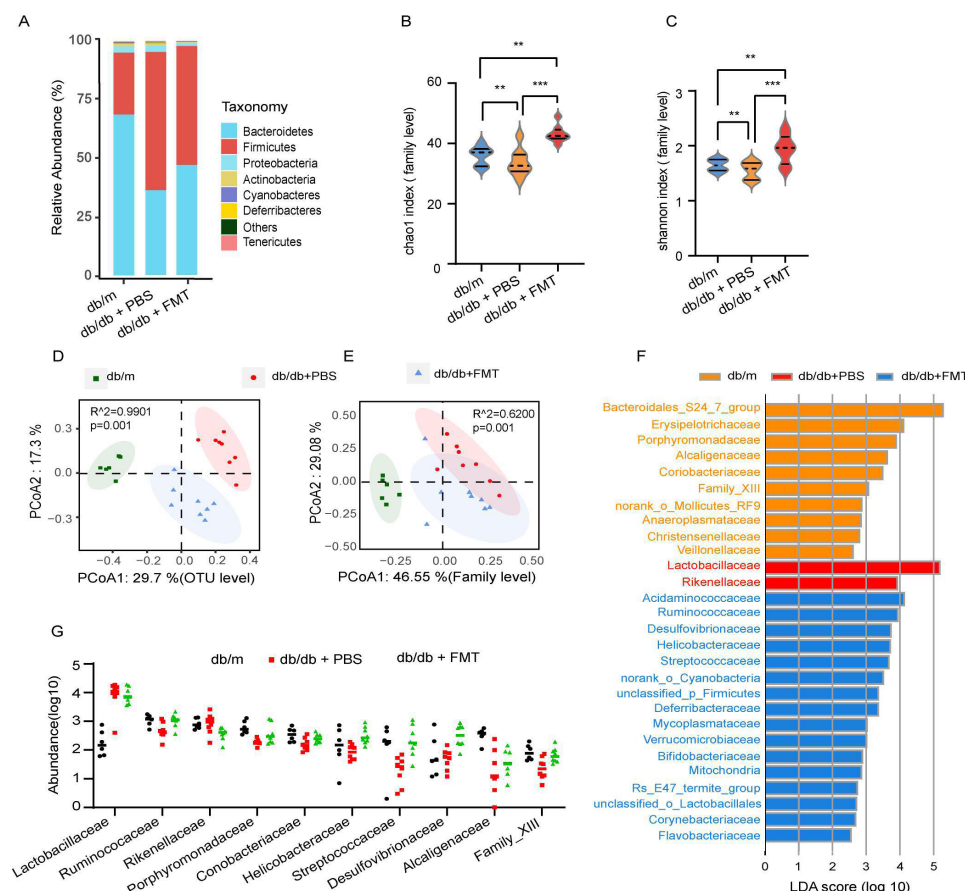 A
100
75
50
25
0
Relative Abundance (%)
db/m
db/db + PBS
db/db + FMT
Taxonomy
Bacteroidetes
Firmicutes
Proteobacteria
Actinobacteria
Cyanobacteres
Deferribacteres
Others
Tenericutes
B
**
** ***
60
40
20
0
chao1 index ( family level)
db/m
db/db + PBS
db/db + FMT
C
**
** ***
3
2
1
0
shannon index ( family level)
db/m
db/db + PBS
db/db + FMT
D
E
db/m
db/db+PBS
db/db+FMT
R^2=0.9901
p=0.001
0.3
0.0
−0.3
PCoA2 : 17.3 %
−0.4 −0.2 0.0 0.2 0.4
PCoA1: 29.7 %(OTU level)
R^2=0.6200
p=0.001
0.50
0.25
0.00
−0.25
−0.50
PCoA2 : 29.08 %
−0.25 0.00 0.25 0.50
PCoA1: 46.55 %(Family level)
F
db/m db/db+PBS db/db+FMT
Bacteroidales_S24_7_group
Erysipelotrichaceae
Porphyromonadaceae
Alcaligenaceae
Coriobacteriaceae
Family_XIII
norank_o_Mollicutes_RF9
Anaeroplasmataceae
Christensenellaceae
Veillonellaceae
Lactobacillaceae
Rikenellaceae
Acidaminococcaceae
Ruminococcaceae
Desulfovibrionaceae
Helicobacteraceae
Streptococcaceae
norank_o_Cyanobacteria
unclassified_p_Firmicutes
Deferribacteraceae
Mycoplasmataceae
Verrucomicrobiaceae
Bifidobacteriaceae
Mitochondria
Rs_E47_termite_group
unclassified_o_Lactobacillales
Corynebacteriaceae
Flavobacteriaceae
0 1 2 3 4 5
LDA score (log 10)
G
db/m db/db + PBS db/db + FMT
5
4
3
2
1
0
Abundance(log10)
Lactobacillaceae
Ruminococcaceae
Rikenellaceae
Porphyromonadaceae
Conobacteriaceae
Helicobacteraceae
Streptococcaceae
Desulfovibrionaceae
Alcaligenaceae
Family_XIII